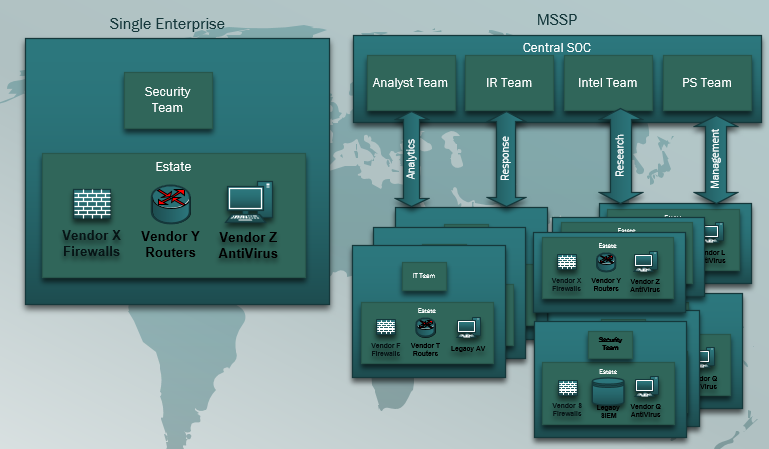 Single Enterprise
Security
Team
Estate
Vendor X
Firewalls
Vendor Y
Routers
Vendor Z
AntiVirus
MSSP
Central SOC
Analyst Team
IR Team
Intel Team
PS Team
Analytics
Response
Research
Management
IT Team
Estate
Vendor F
Firewalls
Vendor T
Routers
Legacy AV
Estate
Vendor X
Firewalls
Vendor Y
Routers
Vendor Z
AntiVirus
Security
Team
Estate
Firewalls
Legacy
SIEM
Vendor Q
AntiVirus